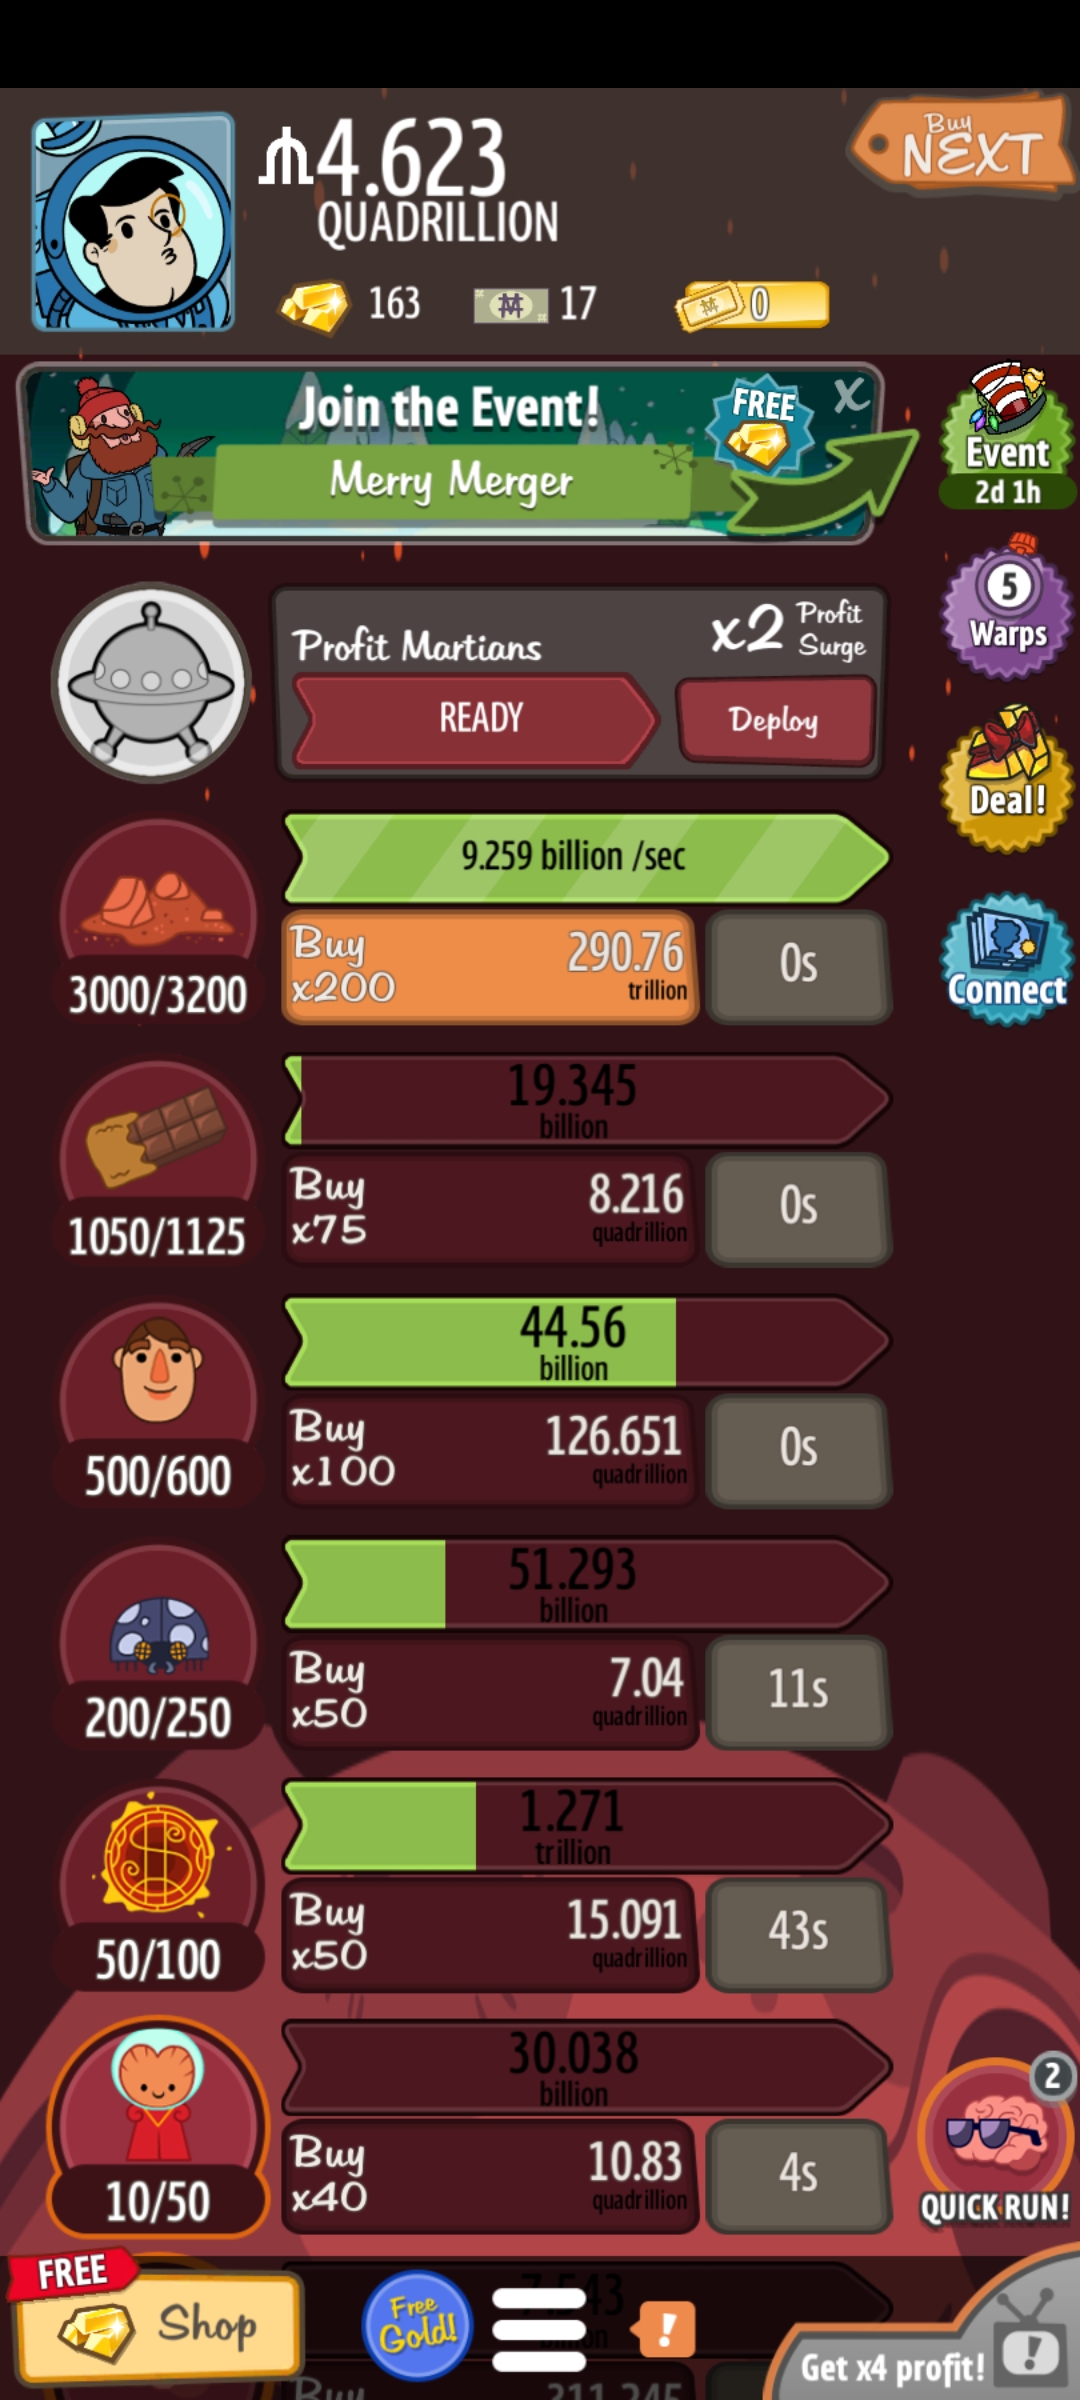 4.623
QUADRILLION
Buy
NEXT
163
17
0
Join the Event!
FREE
X
Merry Merger
Event
2d 1h
5
Warps
Profit Martians
x2 Profit Surge
READY
Deploy
Deal!
9.259 billion /sec
3000/3200
Buy x200
290.76 trillion
0s
Connect
19.345
billion
1050/1125
Buy x75
8.216 quadrillion
0s
44.56
billion
500/600
Buy x100
126.651 quadrillion
0s
51.293
billion
200/250
Buy x50
7.04 quadrillion
11s
1.271
trillion
50/100
Buy x50
15.091 quadrillion
43s
30.038
billion
10/50
Buy x40
10.83 quadrillion
4s
2
QUICK RUN!
FREE
Shop
Free Gold!
!
7.543
Get x4 profit!
!
Buy
311.245